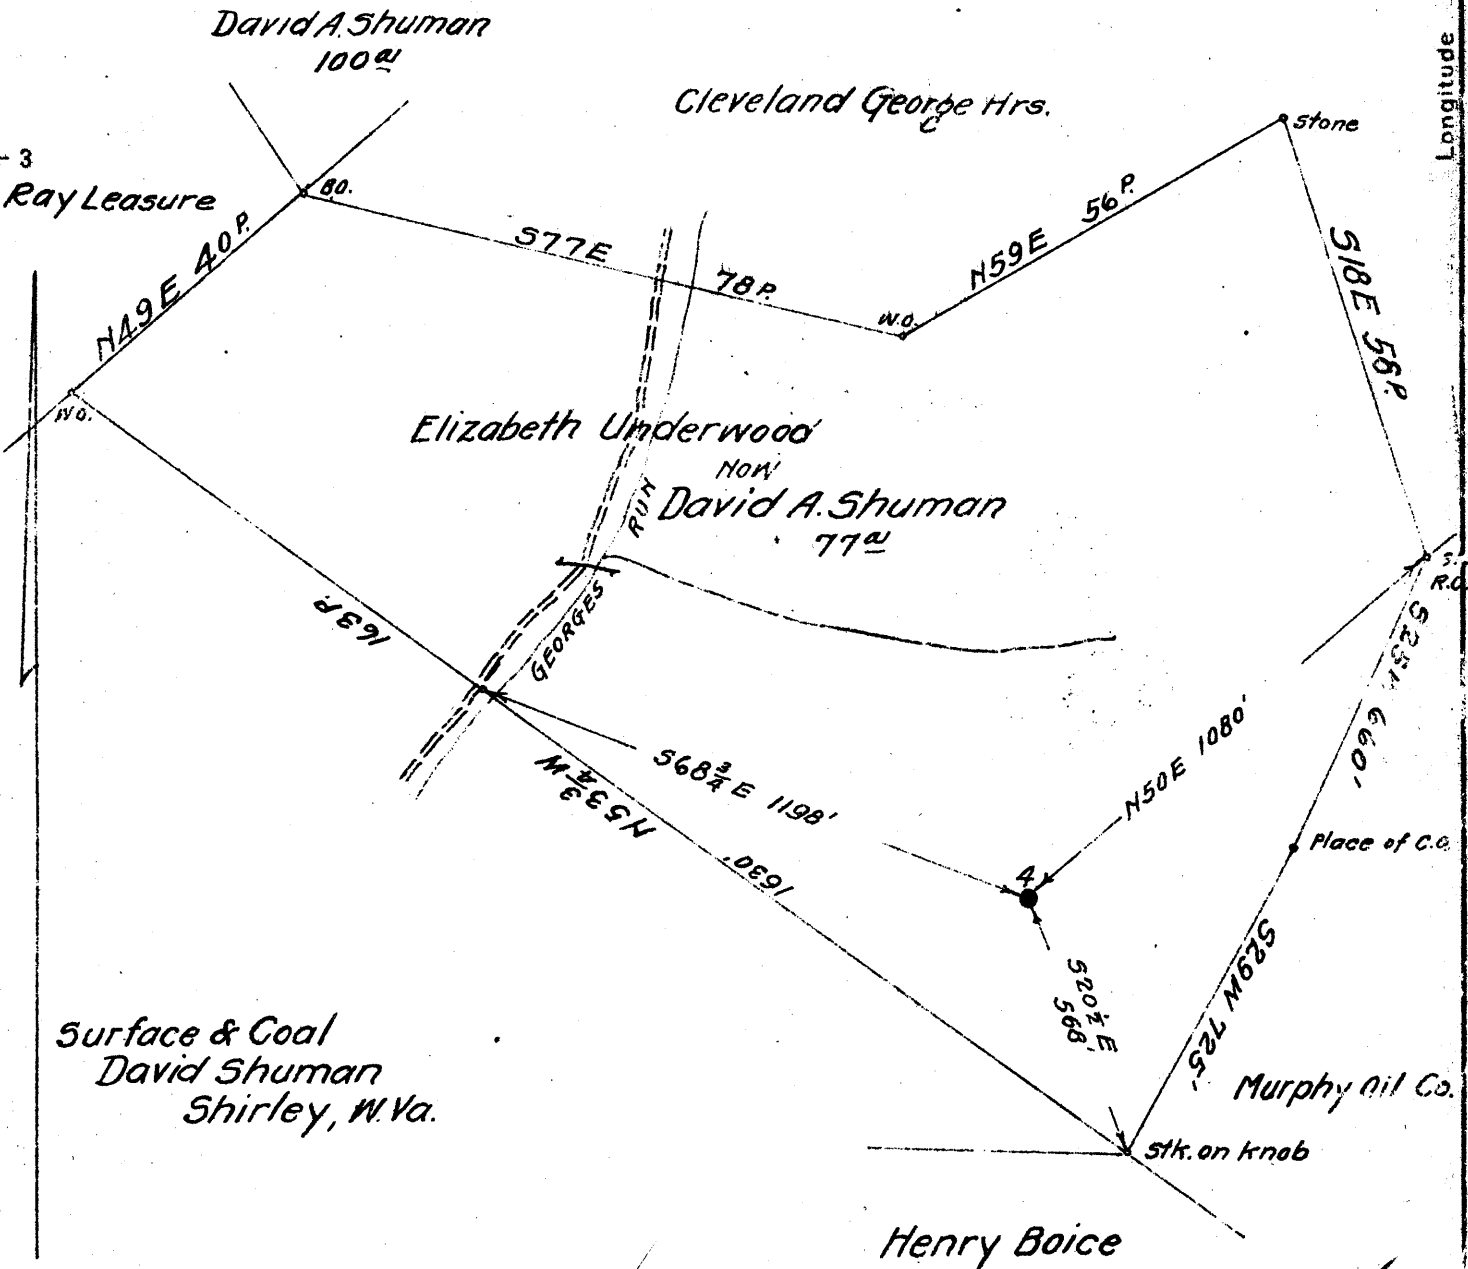 David A. Shuman
100 a/
Cleveland George Hrs.
Longitude
- 3
Ray Leasure
Stone
B.O.
N49E 40P.
S77E 78P.
N59E 56P.
W.O.
S18E 56P.
W.O.
Elizabeth Underwood
NOW
David A. Shuman
77 a/
GEORGES RUN
S.
R.O.
163P.
S25W 660'
S68¾E 1198'
N50E 1080'
N53¾W
1630'
Place of C.O.
4
S20½E
568'
S29W 725'
Surface & Coal
David Shuman
Shirley, W.Va.
Murphy Oil Co.
Stk. on Knob
Henry Boice